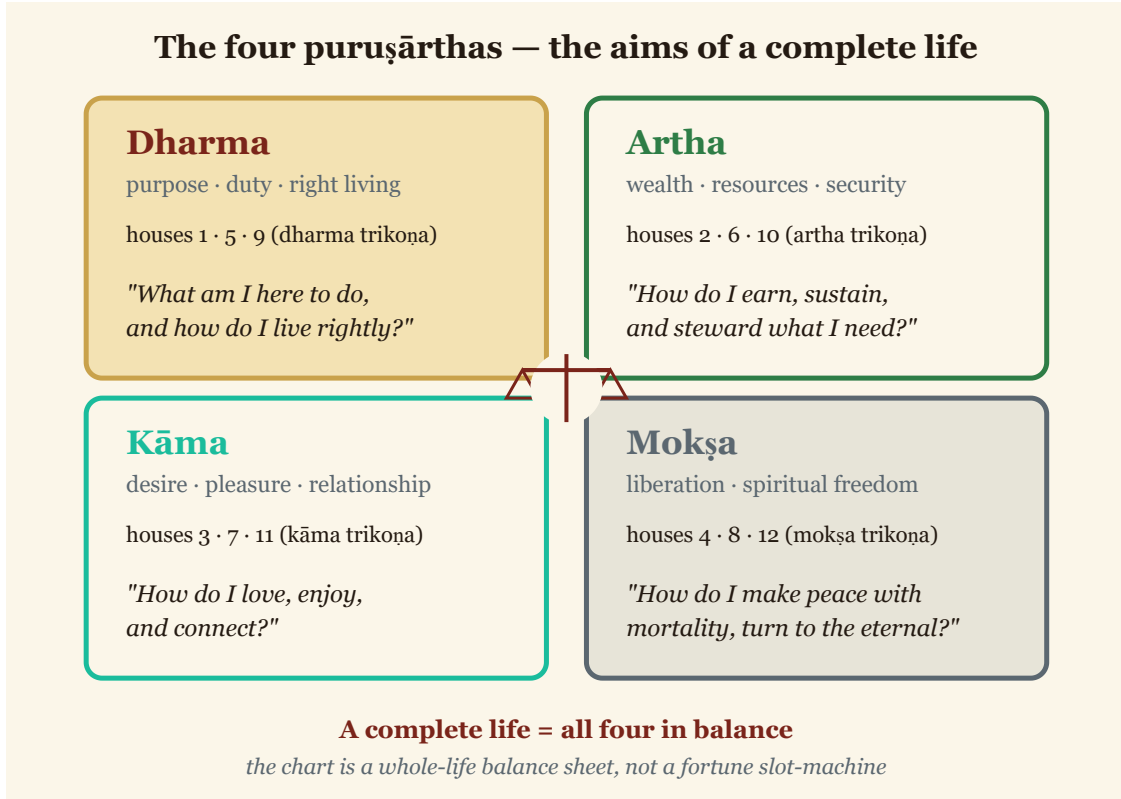 The four puruṣārthas — the aims of a complete life
Dharma
purpose · duty · right living
houses 1 · 5 · 9 (dharma trikoṇa)
"What am I here to do,
and how do I live rightly?"
Artha
wealth · resources · security
houses 2 · 6 · 10 (artha trikoṇa)
"How do I earn, sustain,
and steward what I need?"
Kāma
desire · pleasure · relationship
houses 3 · 7 · 11 (kāma trikoṇa)
"How do I love, enjoy,
and connect?"
Mokṣa
liberation · spiritual freedom
houses 4 · 8 · 12 (mokṣa trikoṇa)
"How do I make peace with
mortality, turn to the eternal?"
A complete life = all four in balance
the chart is a whole-life balance sheet, not a fortune slot-machine